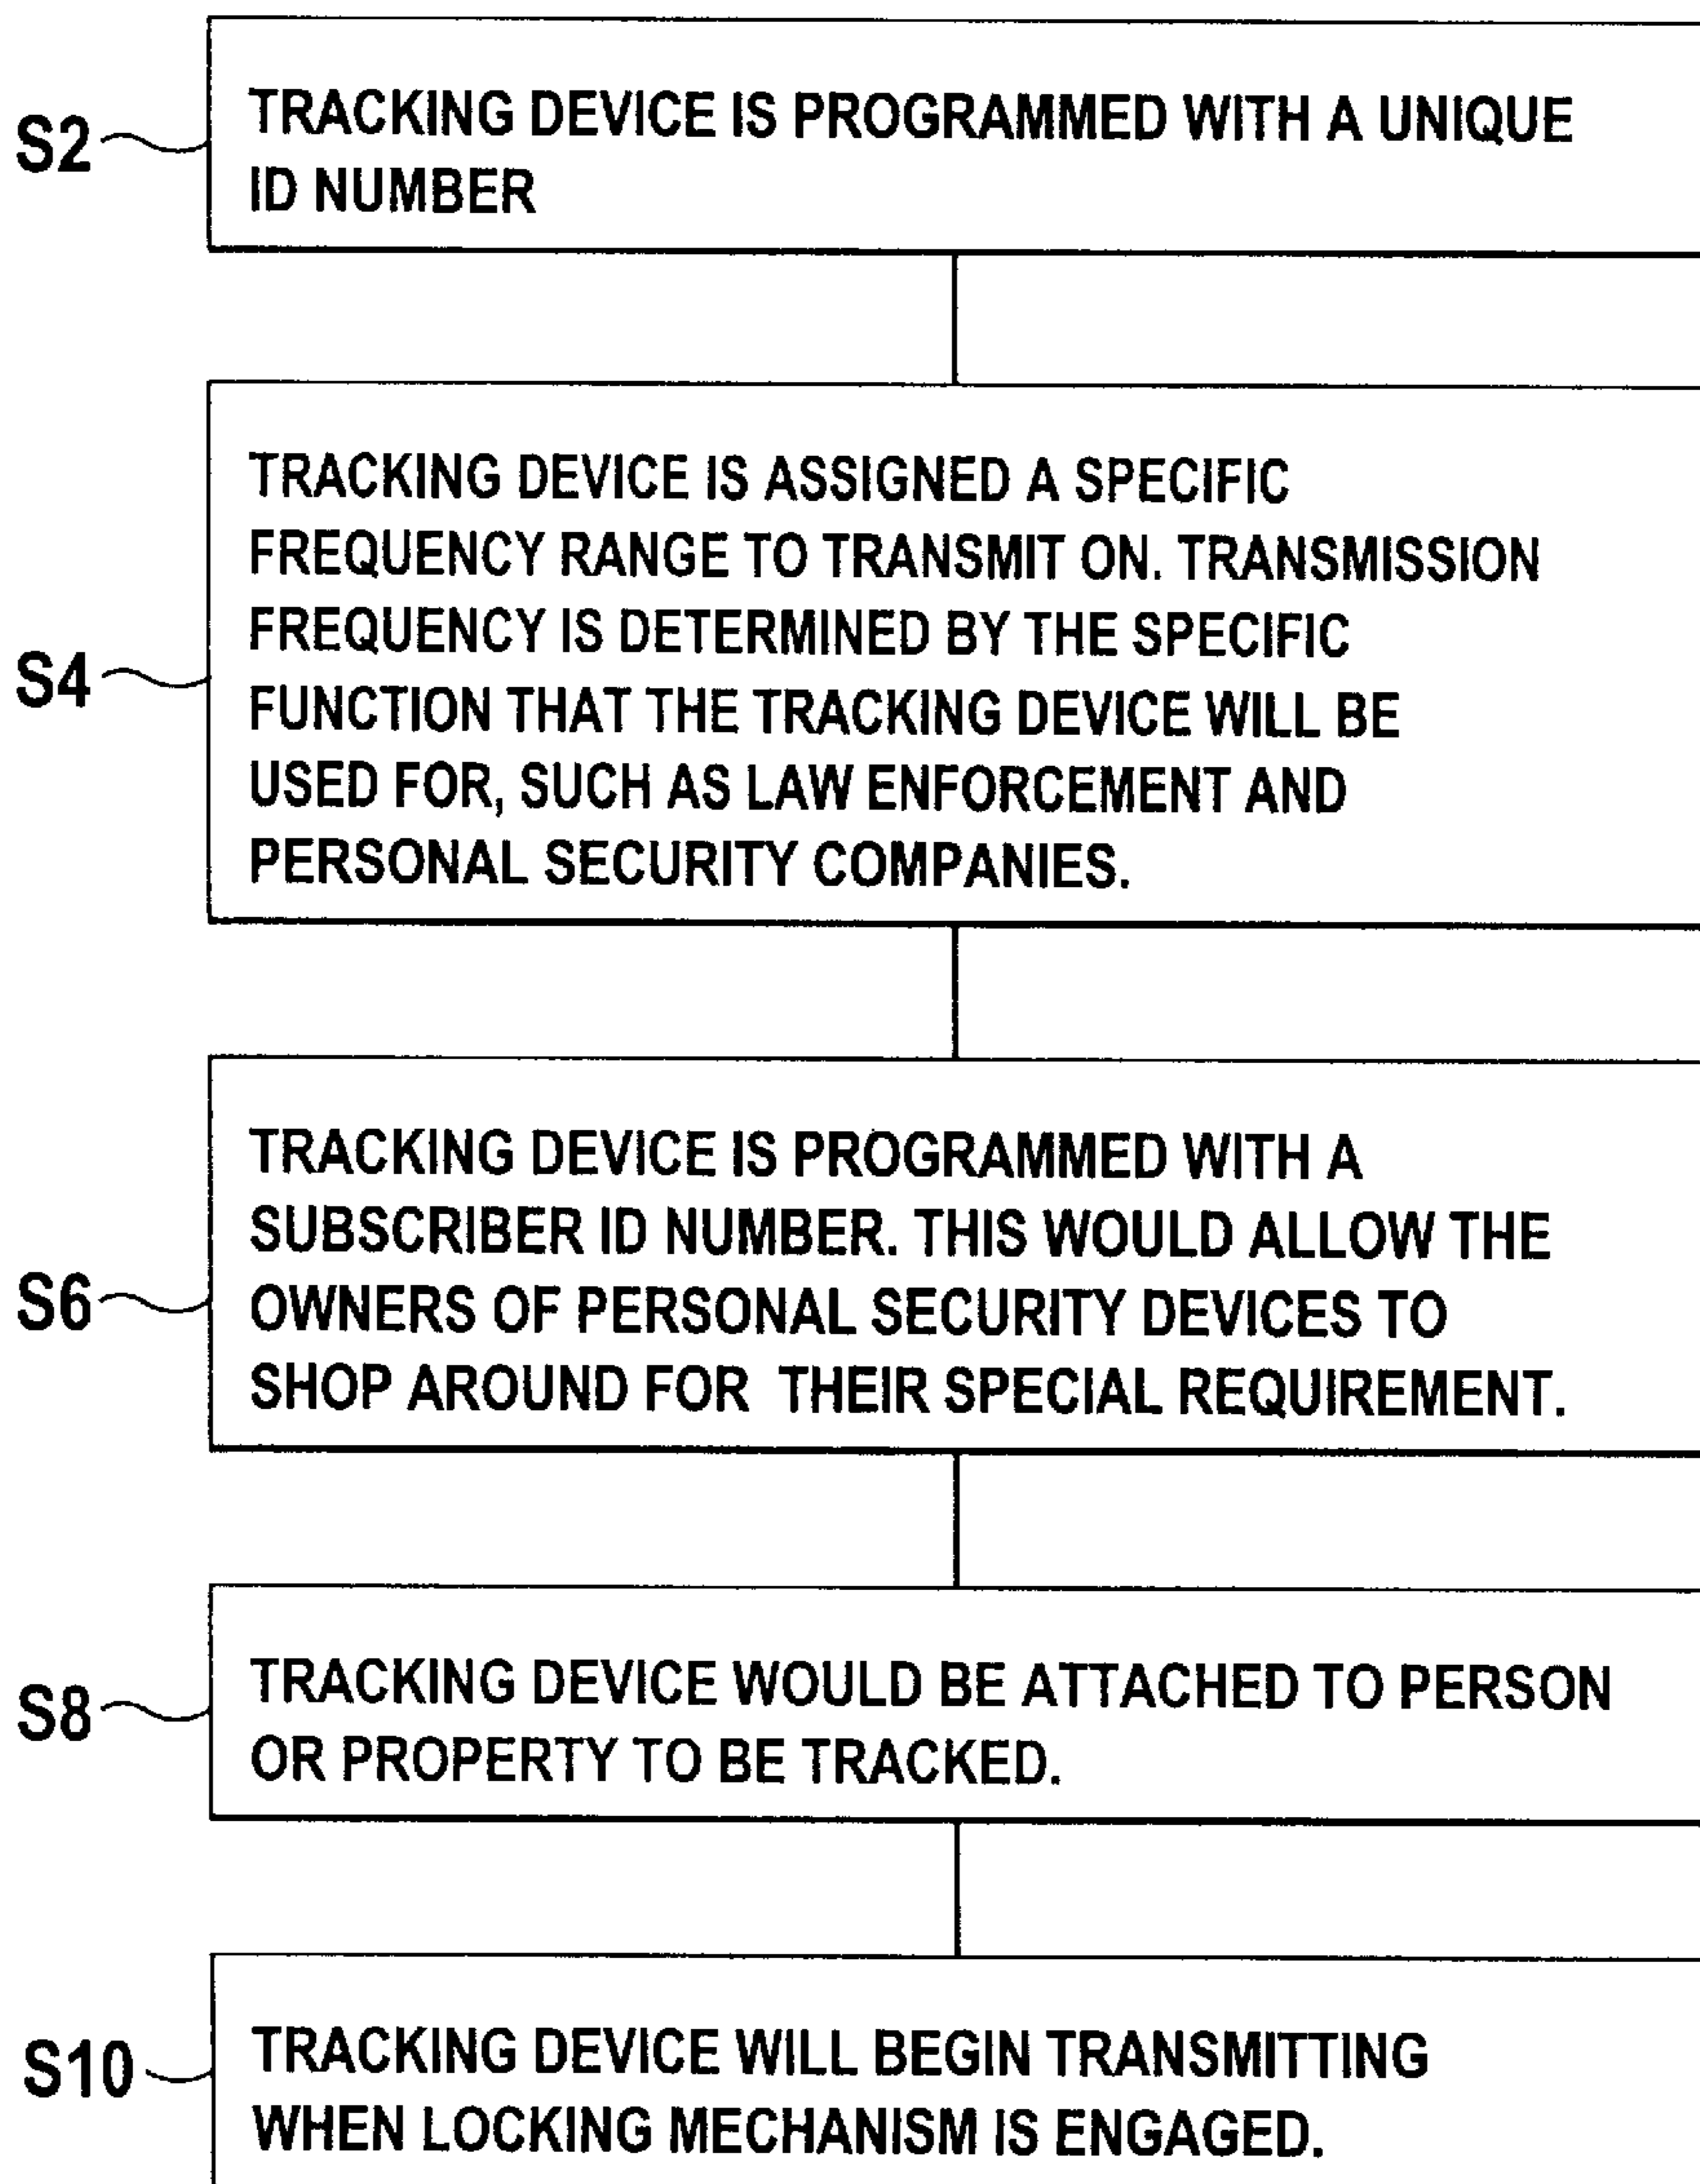 TRACKING DEVICE IS PROGRAMMED WITH A UNIQUE
ID NUMBER
S2
TRACKING DEVICE IS ASSIGNED A SPECIFIC
FREQUENCY RANGE TO TRANSMIT ON. TRANSMISSION
FREQUENCY IS DETERMINED BY THE SPECIFIC
FUNCTION THAT THE TRACKING DEVICE WILL BE
USED FOR, SUCH AS LAW ENFORCEMENT AND
PERSONAL SECURITY COMPANIES.
S4
TRACKING DEVICE IS PROGRAMMED WITH A
SUBSCRIBER ID NUMBER. THIS WOULD ALLOW THE
OWNERS OF PERSONAL SECURITY DEVICES TO
SHOP AROUND FOR THEIR SPECIAL REQUIREMENT.
S6
TRACKING DEVICE WOULD BE ATTACHED TO PERSON
OR PROPERTY TO BE TRACKED.
S8
TRACKING DEVICE WILL BEGIN TRANSMITTING
WHEN LOCKING MECHANISM IS ENGAGED.
S10